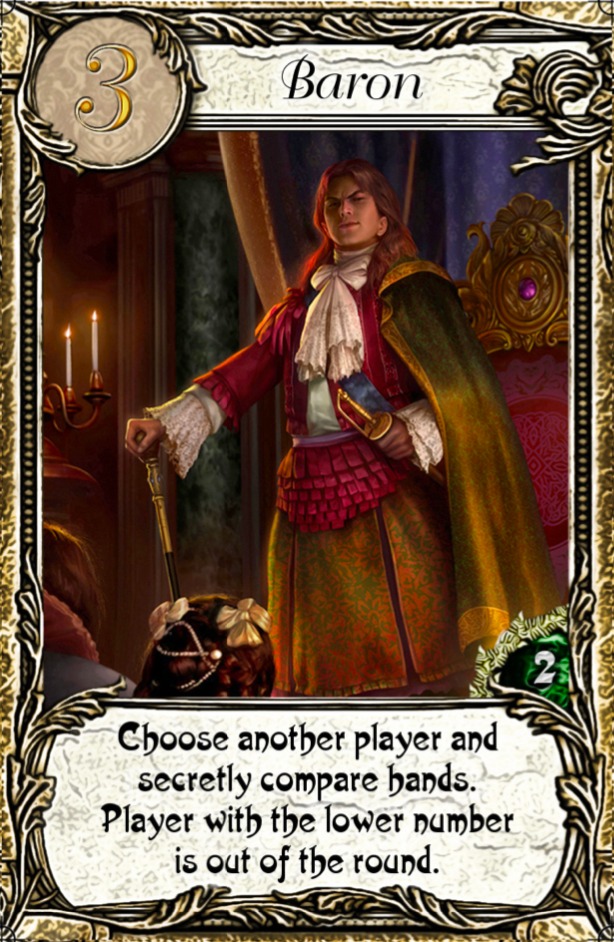 3
Baron
2
Choose another player and
secretly compare hands.
Player with the lower number
is out of the round.